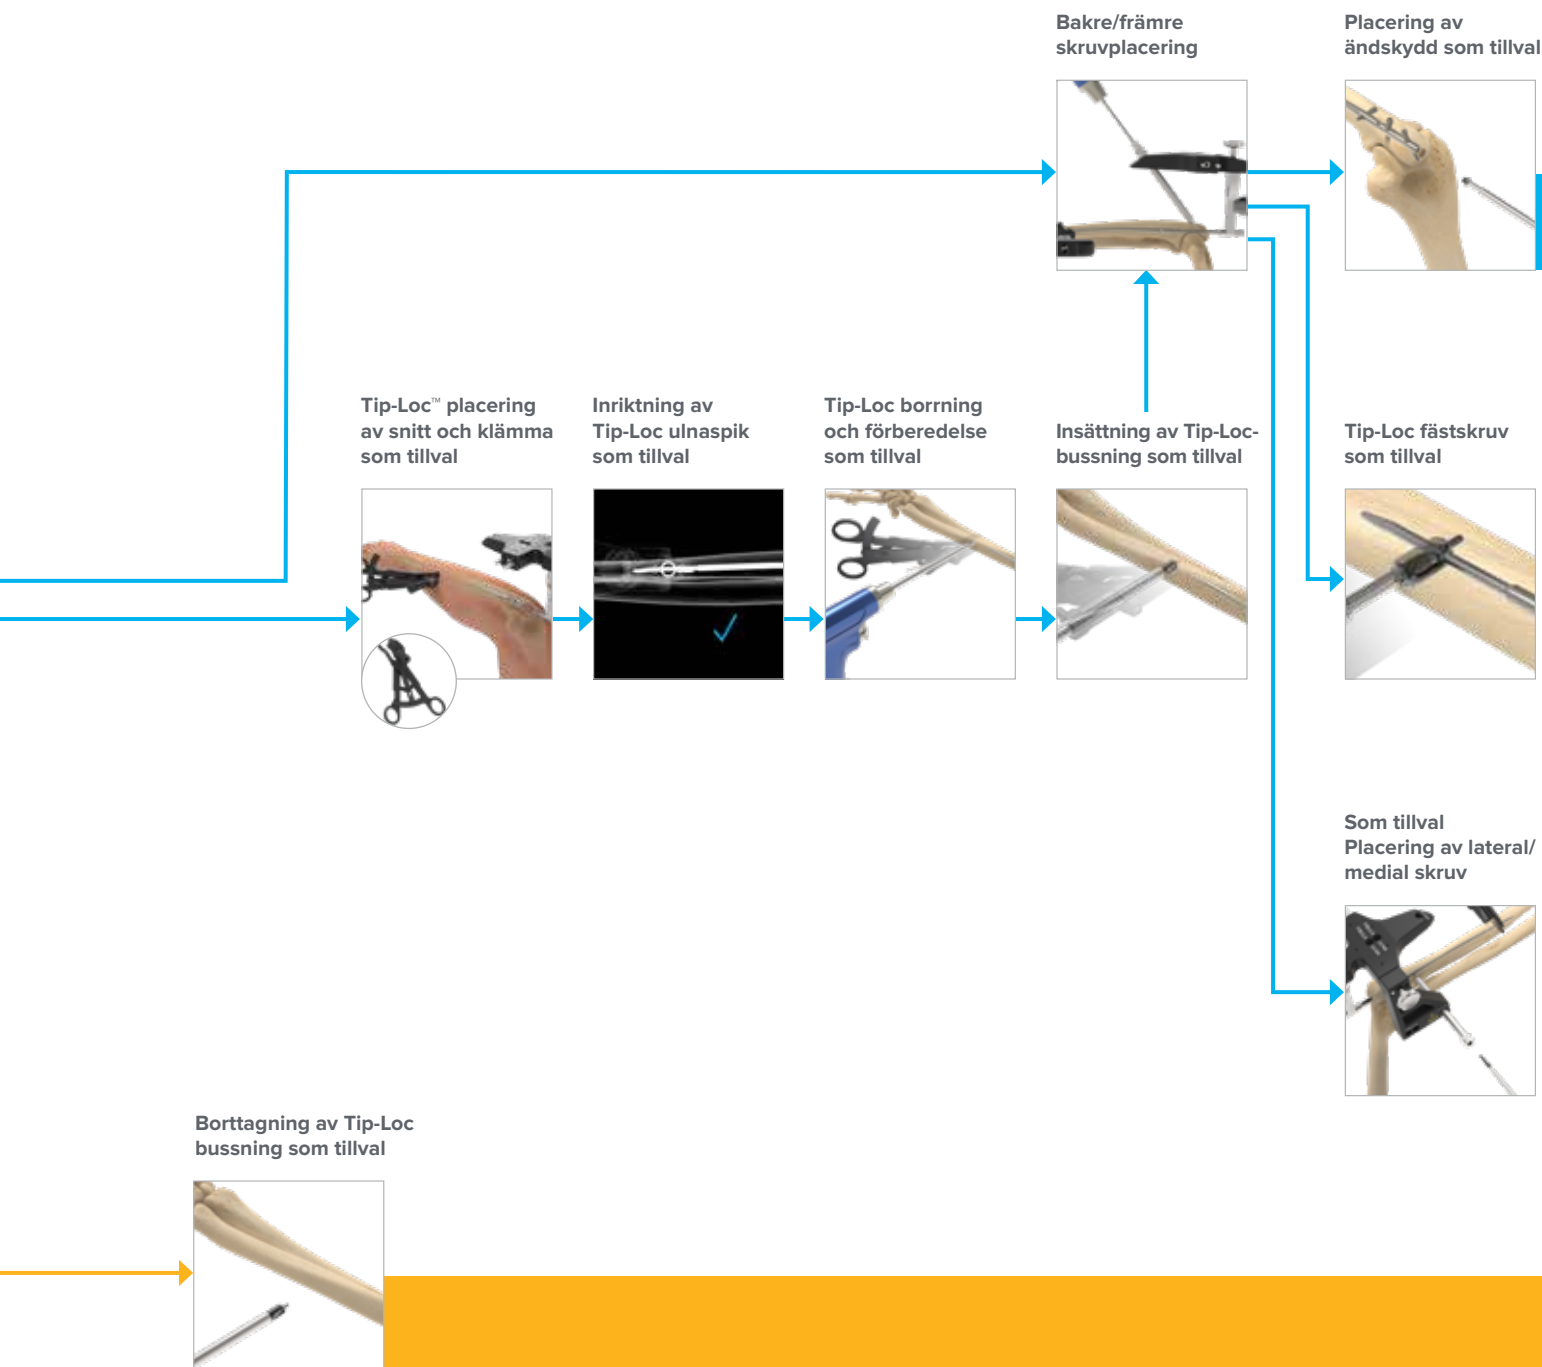 Bakre/främre
skruvplacering
Placering av
ändskydd som tillval
Tip-Loc™ placering
av snitt och klämma
som tillval
Inriktning av
Tip-Loc ulnaspik
som tillval
Tip-Loc borrning
och förberedelse
som tillval
Insättning av Tip-Loc-
bussning som tillval
Tip-Loc fästskruv
som tillval
Som tillval
Placering av lateral/
medial skruv
Borttagning av Tip-Loc
bussning som tillval